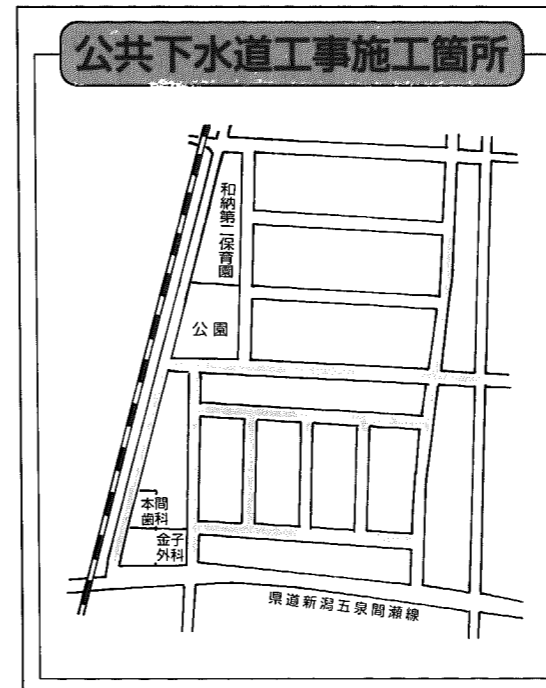 公共下水道工事施工箇所
和納第二保育園
公園
本間
歯科
金子
外科
県道新潟五泉間瀬線